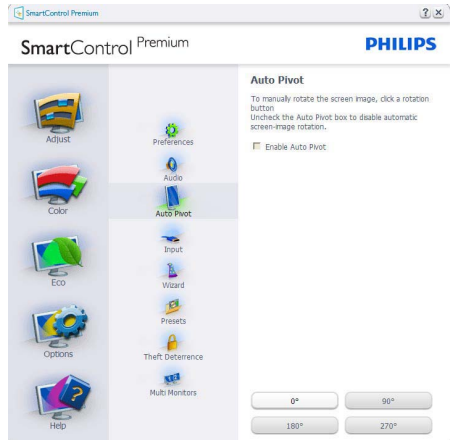 SmartControl Premium
? ×
SmartControl Premium
PHILIPS
Adjust
Color
Eco
Options
Help
Preferences
Audio
Auto Pivot
Input
Wizard
Presets
Theft Deterrence
Multi Monitors
Auto Pivot
To manually rotate the screen image, click a rotation
button
Uncheck the Auto Pivot box to disable automatic
screen-image rotation.
Enable Auto Pivot
0°
90°
180°
270°